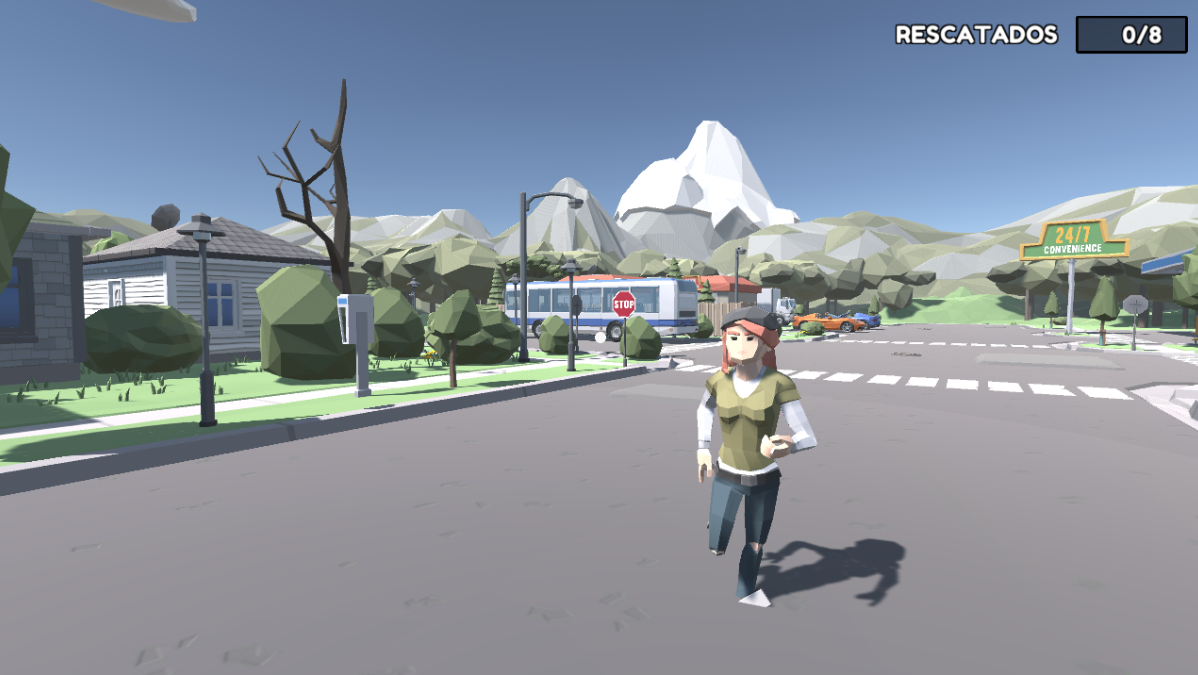 RESCATADOS 0/8
24/7
CONVENIENCE
STOP